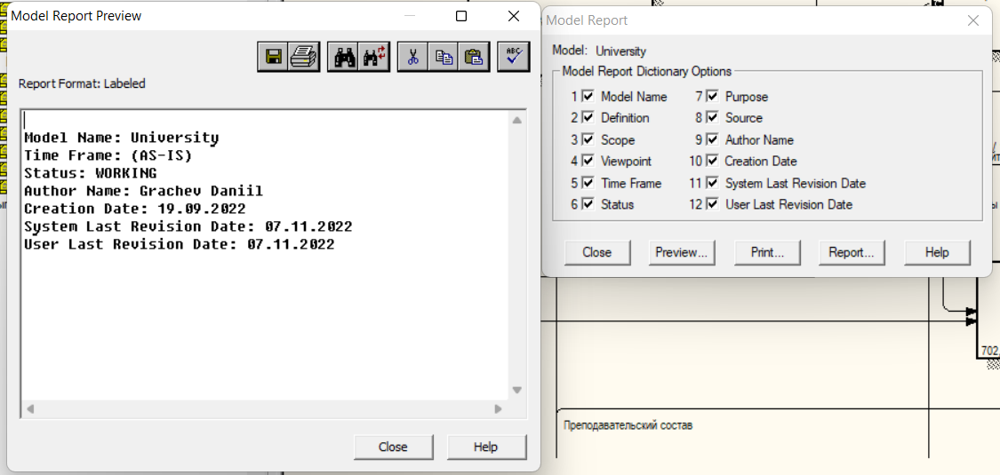 Model Report Preview
ABC
Report Format: Labeled
Model Name: University
Time Frame: (AS-IS)
Status: WORKING
Author Name: Grachev Daniil
Creation Date: 19.09.2022
System Last Revision Date: 07.11.2022
User Last Revision Date: 07.11.2022
Close
Help
Model Report
Model: University
Model Report Dictionary Options
1 Model Name
2 Definition
3 Scope
4 Viewpoint
5 Time Frame
6 Status
7 Purpose
8 Source
9 Author Name
10 Creation Date
11 System Last Revision Date
12 User Last Revision Date
Close
Preview...
Print...
Report...
Help
702,
Преподавательский состав